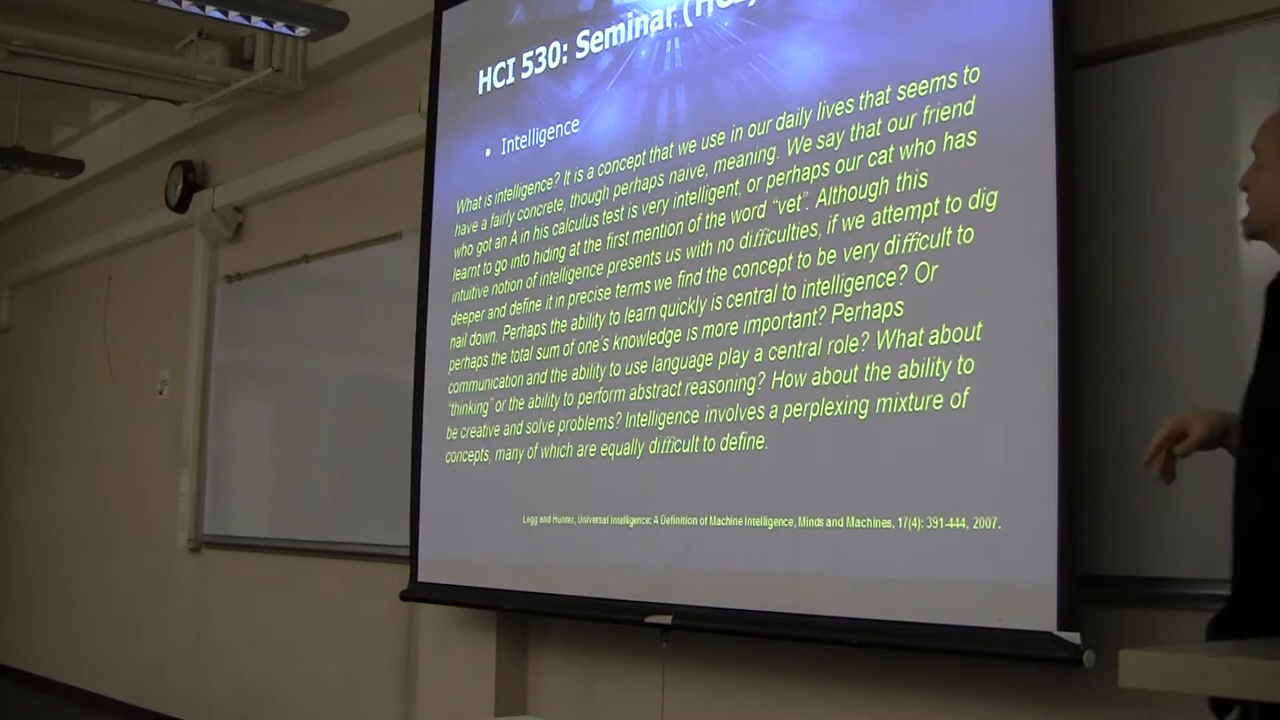 HCI 530: Seminar (HCI)
• Intelligence
What is intelligence? It is a concept that we use in our daily lives that seems to
have a fairly concrete, though perhaps naive, meaning. We say that our friend
who got an A in his calculus test is very intelligent, or perhaps our cat who has
learnt to go into hiding at the first mention of the word “vet”. Although this
intuitive notion of intelligence presents us with no difficulties, if we attempt to dig
deeper and define it in precise terms we find the concept to be very difficult to
nail down. Perhaps the ability to learn quickly is central to intelligence? Or
perhaps the total sum of one’s knowledge is more important? Perhaps
communication and the ability to use language play a central role? What about
“thinking” or the ability to perform abstract reasoning? How about the ability to
be creative and solve problems? Intelligence involves a perplexing mixture of
concepts, many of which are equally difficult to define.
Legg and Hunter, Universal Intelligence: A Definition of Machine Intelligence, Minds and Machines, 17(4): 391-444, 2007.